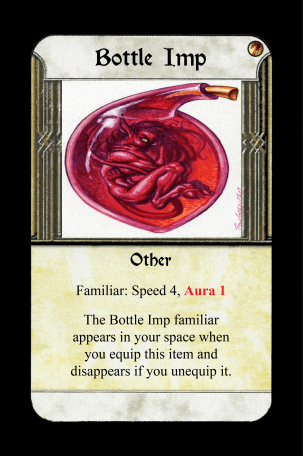 Bottle Imp
Other
Familiar: Speed 4, Aura 1
The Bottle Imp familiar
appears in your space when
you equip this item and
disappears if you unequip it.